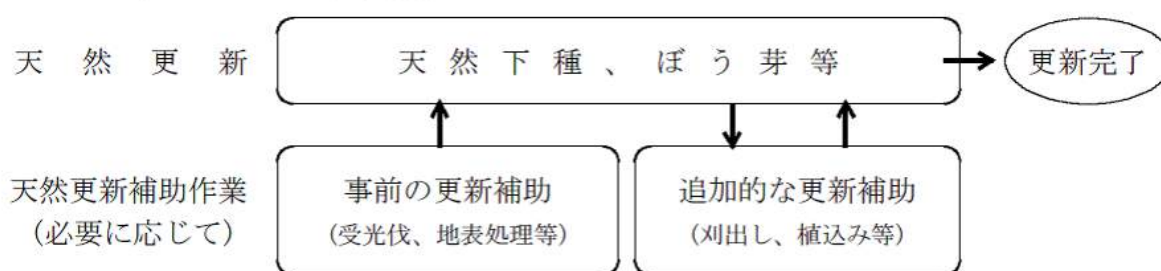 天然更新
天然下種、ぼう芽等
更新完了
天然更新補助作業
（必要に応じて）
事前の更新補助
（受光伐、地表処理等）
追加的な更新補助
（刈出し、植込み等）